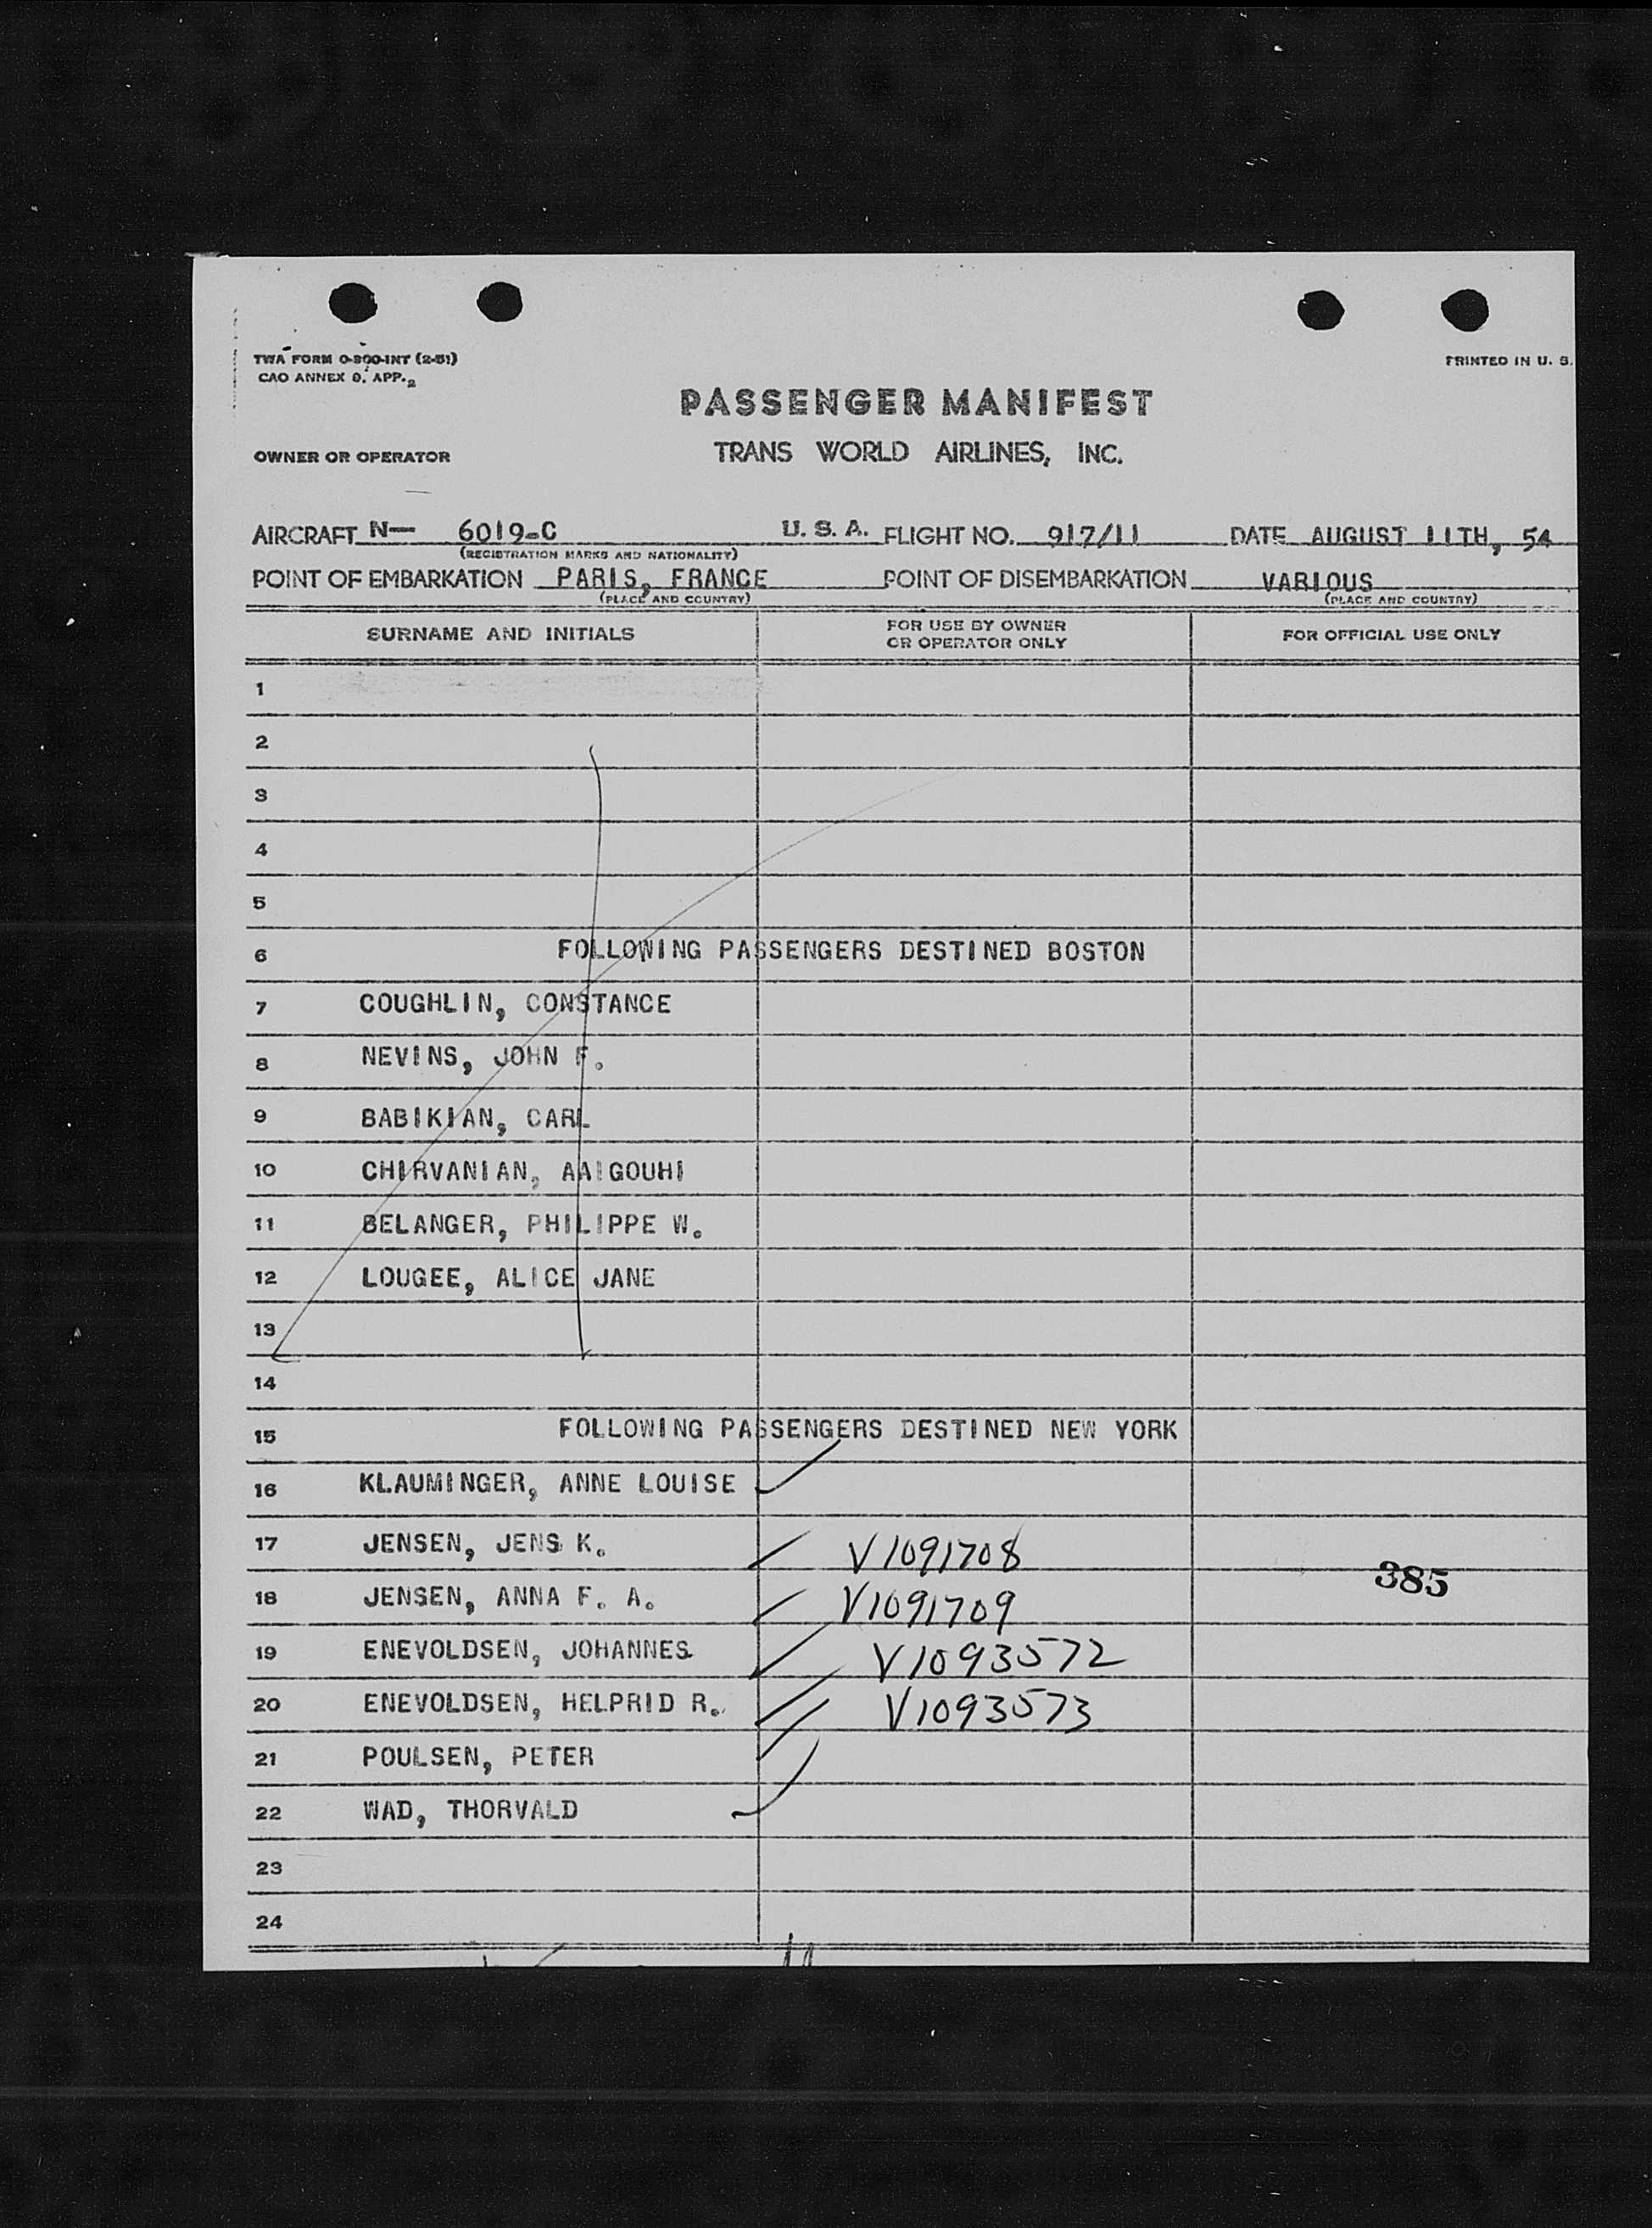 TWA FORM O-800-INT (2-51)
CAO ANNEX 9, APP. 2
PRINTED IN U. S.
PASSENGER MANIFEST
OWNER OR OPERATOR TRANS WORLD AIRLINES, INC.
AIRCRAFT N— 6019-C U. S. A. FLIGHT NO. 917/11 DATE AUGUST 11TH, 54
(REGISTRATION MARKS AND NATIONALITY)
POINT OF EMBARKATION PARIS, FRANCE POINT OF DISEMBARKATION VARIOUS
(PLACE AND COUNTRY) (PLACE AND COUNTRY)
SURNAME AND INITIALS FOR USE BY OWNER OR OPERATOR ONLY FOR OFFICIAL USE ONLY
1
2
3
4
5
6 FOLLOWING PASSENGERS DESTINED BOSTON
7 COUGHLIN, CONSTANCE
8 NEVINS, JOHN F.
9 BABIKIAN, CARL
10 CHIRVANIAN, AAIGOUHI
11 BELANGER, PHILIPPE W.
12 LOUGEE, ALICE JANE
13
14
15 FOLLOWING PASSENGERS DESTINED NEW YORK
16 KLAUMINGER, ANNE LOUISE
17 JENSEN, JENS K. V1091708
385
18 JENSEN, ANNA F. A. V1091709
19 ENEVOLDSEN, JOHANNES V1093572
20 ENEVOLDSEN, HELPRID R. V1093573
21 POULSEN, PETER
22 WAD, THORVALD
23
24